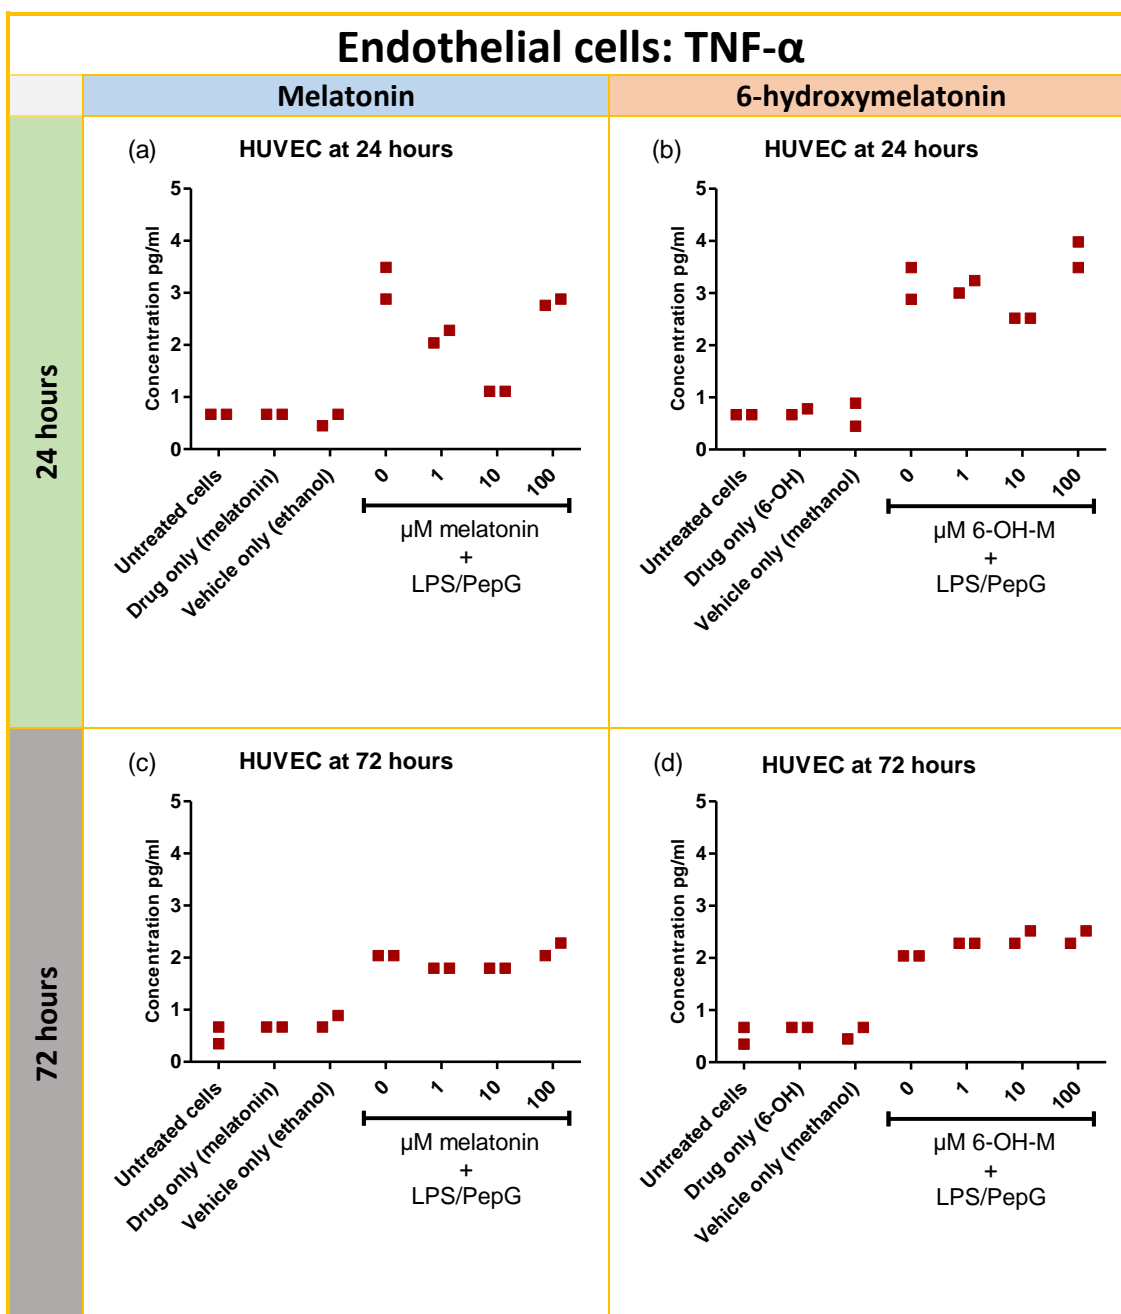 Endothelial cells: TNF-α
Melatonin
6-hydroxymelatonin
24 hours
(a)
HUVEC at 24 hours
Concentration pg/ml
5
4
3
2
1
0
Untreated cells
Drug only (melatonin)
Vehicle only (ethanol)
0
1
10
100
µM melatonin
+
LPS/PepG
(b)
HUVEC at 24 hours
Concentration pg/ml
5
4
3
2
1
0
Untreated cells
Drug only (6-OH)
Vehicle only (methanol)
0
1
10
100
µM 6-OH-M
+
LPS/PepG
72 hours
(c)
HUVEC at 72 hours
Concentration pg/ml
5
4
3
2
1
0
Untreated cells
Drug only (melatonin)
Vehicle only (ethanol)
0
1
10
100
µM melatonin
+
LPS/PepG
(d)
HUVEC at 72 hours
Concentration pg/ml
5
4
3
2
1
0
Untreated cells
Drug only (6-OH)
Vehicle only (methanol)
0
1
10
100
µM 6-OH-M
+
LPS/PepG